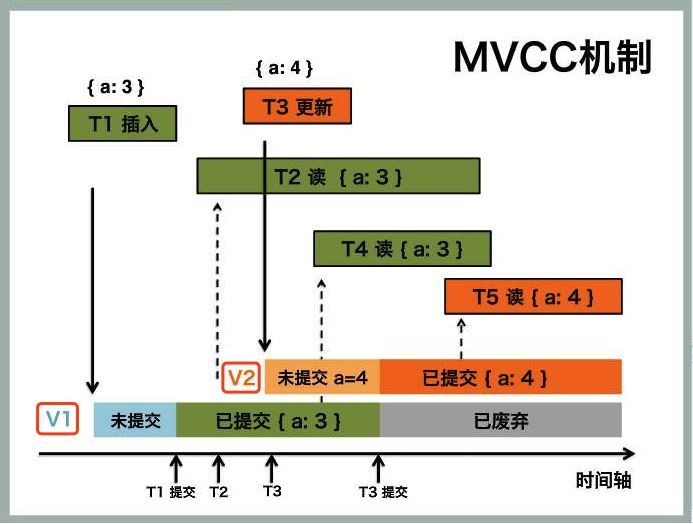 MVCC机制
{ a: 3 }
{ a: 4 }
T1 插入
T3 更新
T2 读 { a: 3 }
T4 读 { a: 3 }
T5 读 { a: 4 }
V2
未提交 a=4
已提交 { a: 4 }
V1
未提交
已提交 { a: 3 }
已废弃
T1 提交
T2
T3
T3 提交
时间轴